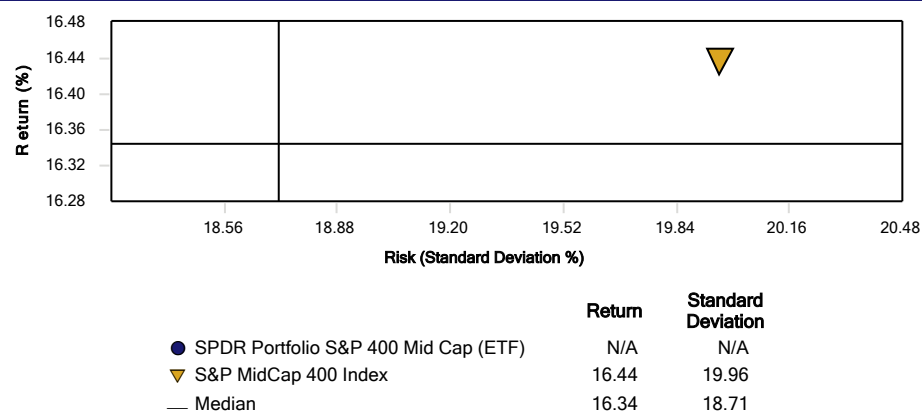 16.48
16.44
16.40
16.36
16.32
16.28
Return (%)
18.56 18.88 19.20 19.52 19.84 20.16 20.48
Risk (Standard Deviation %)
Return Standard Deviation
SPDR Portfolio S&P 400 Mid Cap (ETF) N/A N/A
S&P MidCap 400 Index 16.44 19.96
Median 16.34 18.71